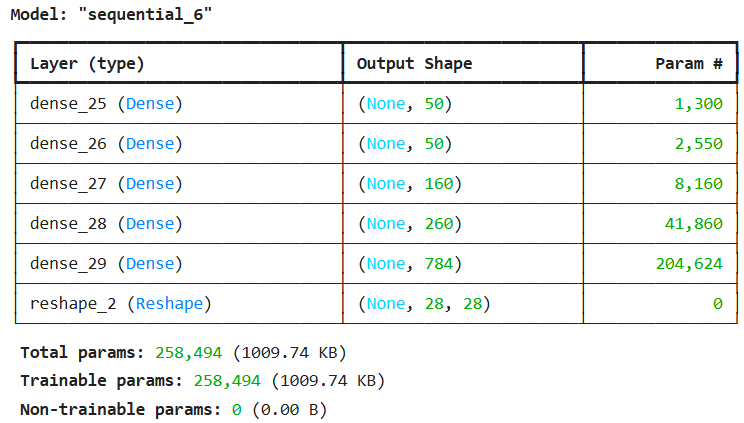 Model: "sequential_6"
Layer (type) Output Shape Param #
dense_25 (Dense) (None, 50) 1,300
dense_26 (Dense) (None, 50) 2,550
dense_27 (Dense) (None, 160) 8,160
dense_28 (Dense) (None, 260) 41,860
dense_29 (Dense) (None, 784) 204,624
reshape_2 (Reshape) (None, 28, 28) 0
Total params: 258,494 (1009.74 KB)
Trainable params: 258,494 (1009.74 KB)
Non-trainable params: 0 (0.00 B)